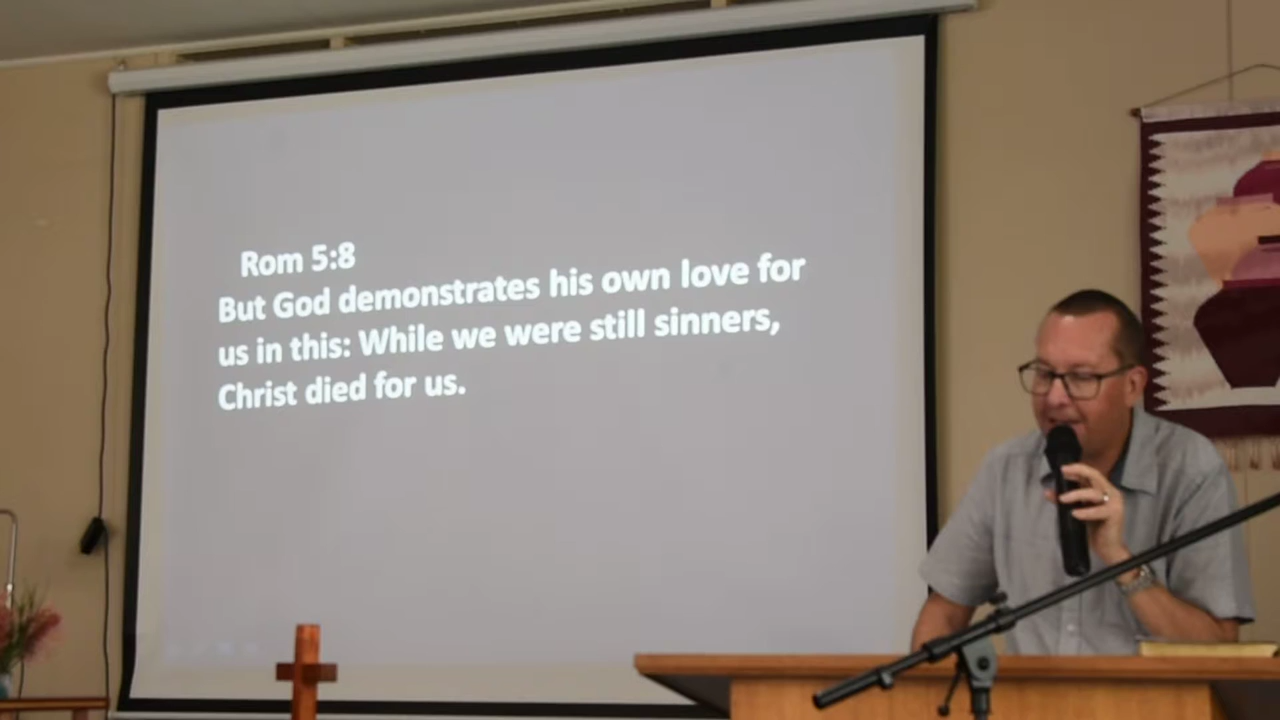 Rom 5:8
But God demonstrates his own love for
us in this: While we were still sinners,
Christ died for us.